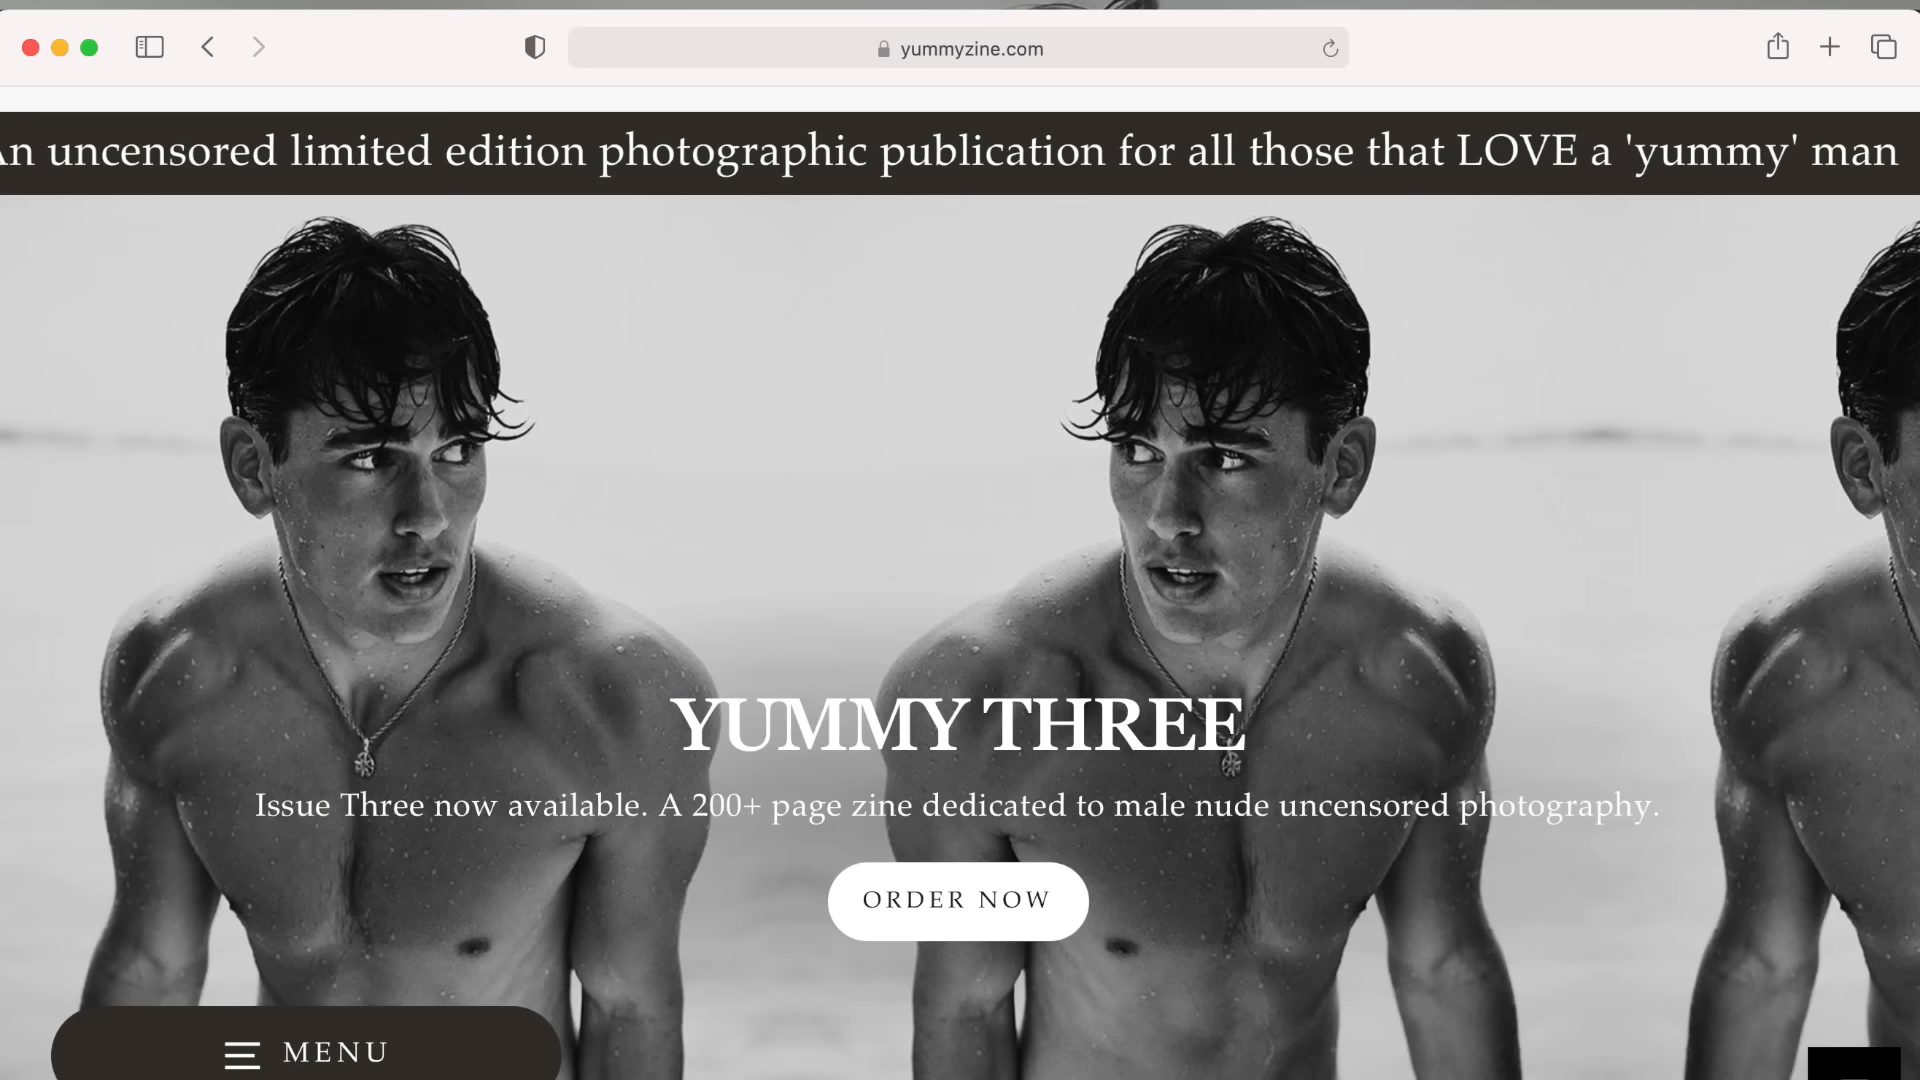 yummyzine.com
An uncensored limited edition photographic publication for all those that LOVE a 'yummy' man
YUMMY THREE
Issue Three now available. A 200+ page zine dedicated to male nude uncensored photography.
ORDER NOW
MENU